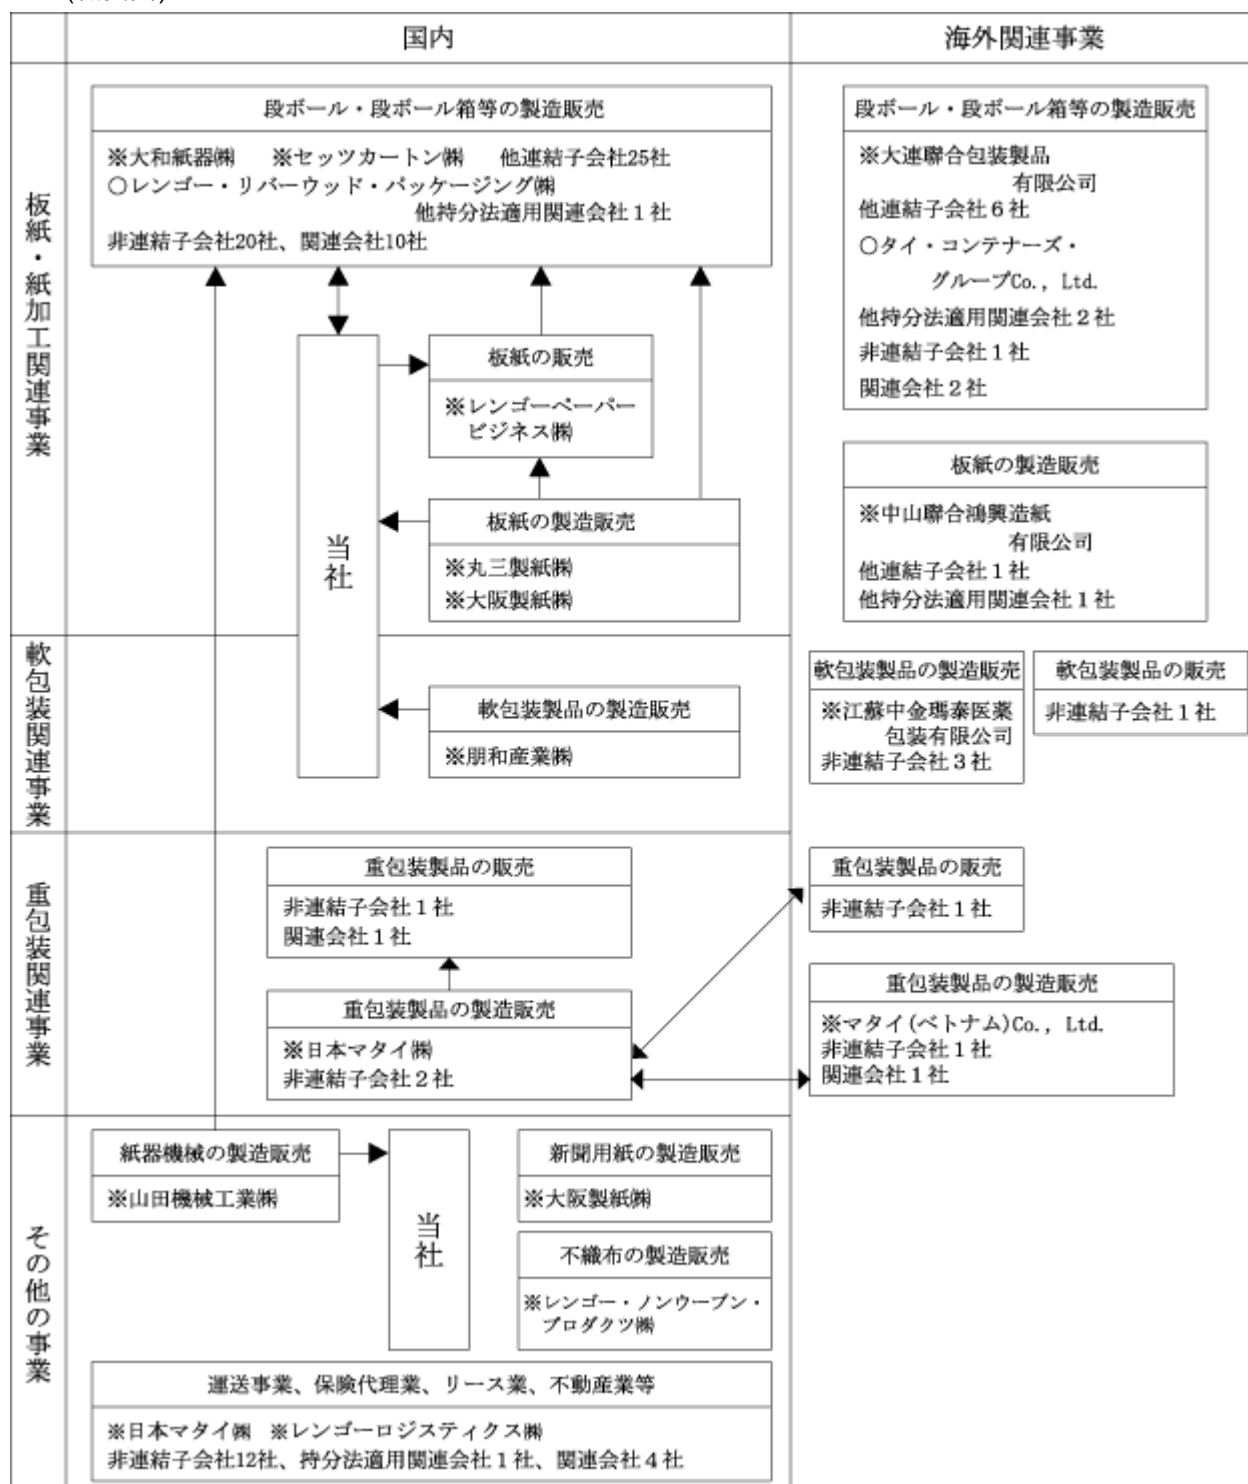 国内
海外関連事業
板紙・紙加工関連事業
段ボール・段ボール箱等の製造販売
※大和紙器㈱　※セッツカートン㈱　他連結子会社25社
○レンゴー・リバーウッド・パッケージング㈱
他持分法適用関連会社１社
非連結子会社20社、関連会社10社
当社
板紙の販売
※レンゴーペーパー
ビジネス㈱
板紙の製造販売
※丸三製紙㈱
※大阪製紙㈱
段ボール・段ボール箱等の製造販売
※大連聯合包装製品
有限公司
他連結子会社６社
○タイ・コンテナーズ・
グループCo., Ltd.
他持分法適用関連会社２社
非連結子会社１社
関連会社２社
板紙の製造販売
※中山聯合鴻興造紙
有限公司
他連結子会社１社
他持分法適用関連会社１社
軟包装関連事業
軟包装製品の製造販売
※朋和産業㈱
軟包装製品の製造販売
※江蘇中金瑪泰医薬
包装有限公司
非連結子会社３社
軟包装製品の販売
非連結子会社１社
重包装関連事業
重包装製品の販売
非連結子会社１社
関連会社１社
重包装製品の製造販売
※日本マタイ㈱
非連結子会社２社
重包装製品の販売
非連結子会社１社
重包装製品の製造販売
※マタイ(ベトナム)Co., Ltd.
非連結子会社１社
関連会社１社
その他の事業
紙器機械の製造販売
※山田機械工業㈱
当社
新聞用紙の製造販売
※大阪製紙㈱
不織布の製造販売
※レンゴー・ノンウーブン・
プロダクツ㈱
運送事業、保険代理業、リース業、不動産業等
※日本マタイ㈱　※レンゴーロジスティクス㈱
非連結子会社12社、持分法適用関連会社１社、関連会社４社